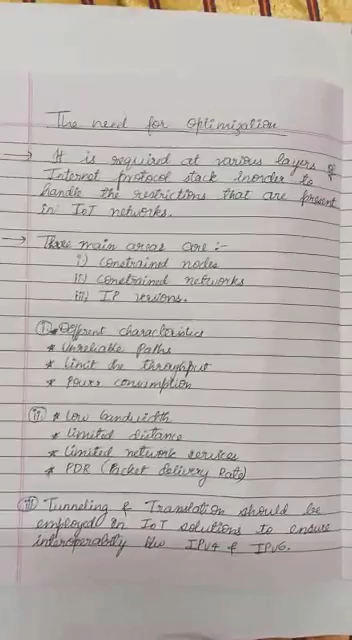 The need for optimization
→ It is required at various layers of
Internet protocol stack inorder to
handle the restrictions that are present
in IoT networks.
→ Three main areas are :-
i) constrained nodes
ii) constrained networks
iii) IP versions.
(i) * Different characteristics
* Unreliable Paths
* Limit the throughput
* Power consumption
(ii) * Low bandwidth
* limited distance
* Limited network services
* PDR (Packet delivery Rate)
(iii) Tunneling & Translation should be
employed in IoT solutions to ensure
interoperability b/w IPv4 & IPv6.